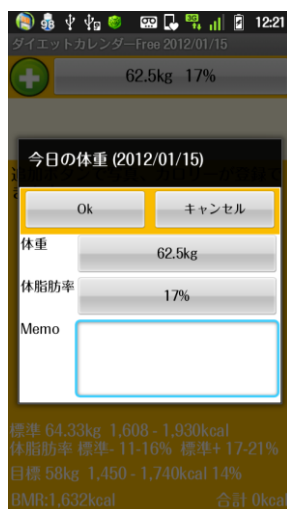 12:21
ダイエットカレンダーFree 2012/01/15
62.5kg 17%
今日の体重 (2012/01/15)
Ok キャンセル
体重 62.5kg
体脂肪率 17%
Memo
標準 64.33kg 1,608 - 1,930kcal
体脂肪率 標準- 11-16% 標準+ 17-21%
目標 58kg 1,450 - 1,740kcal 14%
BMR:1,632kcal 合計 0kcal